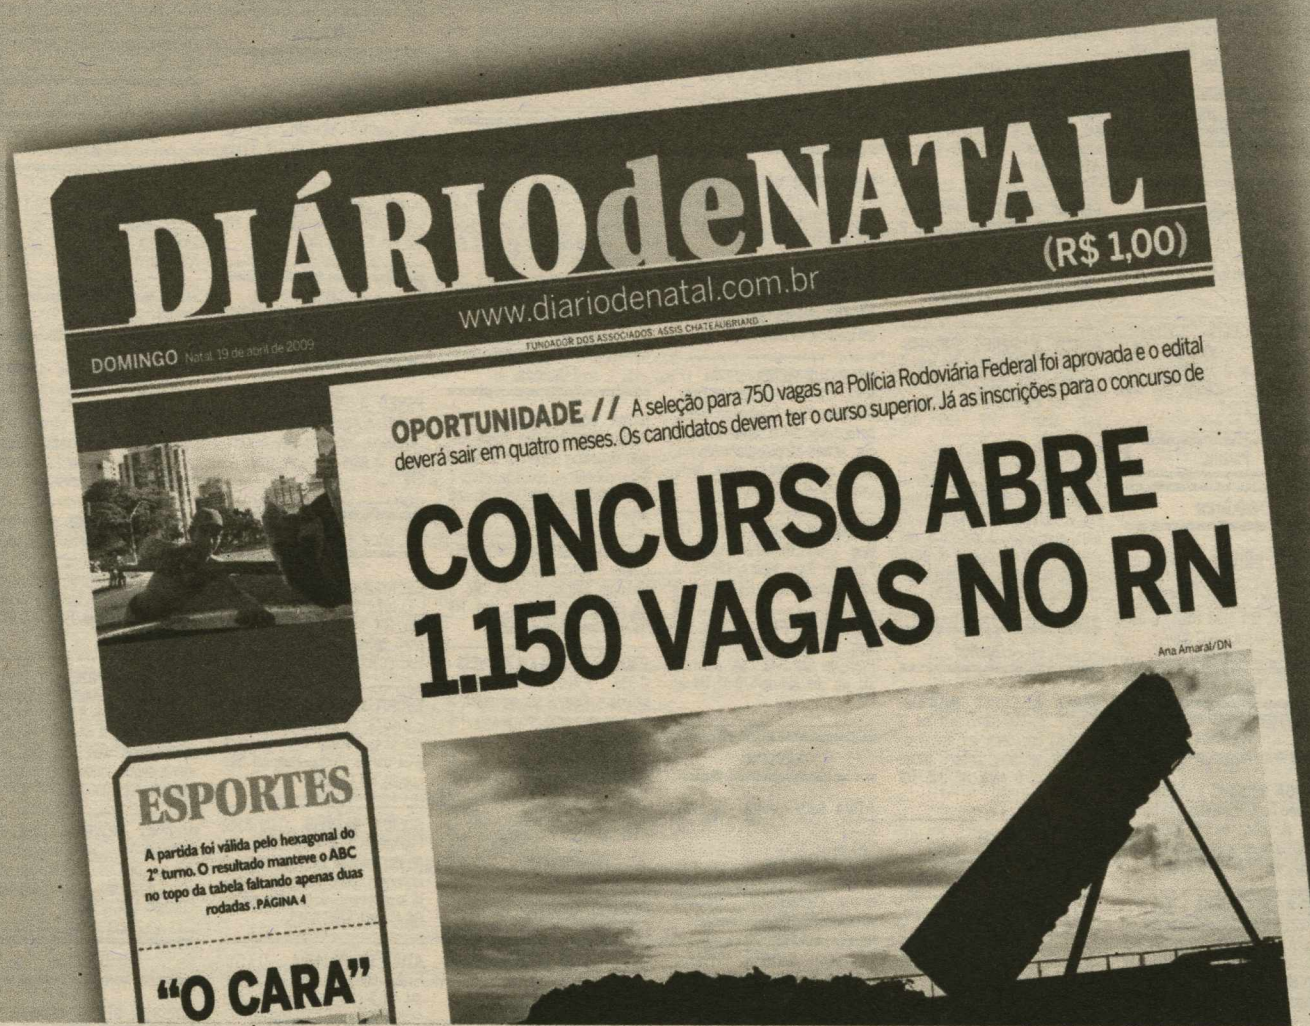 DIÁRIOdeNATAL
(R$ 1,00)
www.diariodenatal.com.br
FUNDADOR DOS ASSOCIADOS: ASSIS CHATEAUBRIAND
DOMINGO Natal, 19 de abril de 2009
OPORTUNIDADE // A seleção para 750 vagas na Polícia Rodoviária Federal foi aprovada e o edital
deverá sair em quatro meses. Os candidatos devem ter o curso superior. Já as inscrições para o concurso de
CONCURSO ABRE
1.150 VAGAS NO RN
Ana Amaral/DN
ESPORTES
A partida foi válida pelo hexagonal do
2º turno. O resultado manteve o ABC
no topo da tabela faltando apenas duas
rodadas .PÁGINA 4
“O CARA”